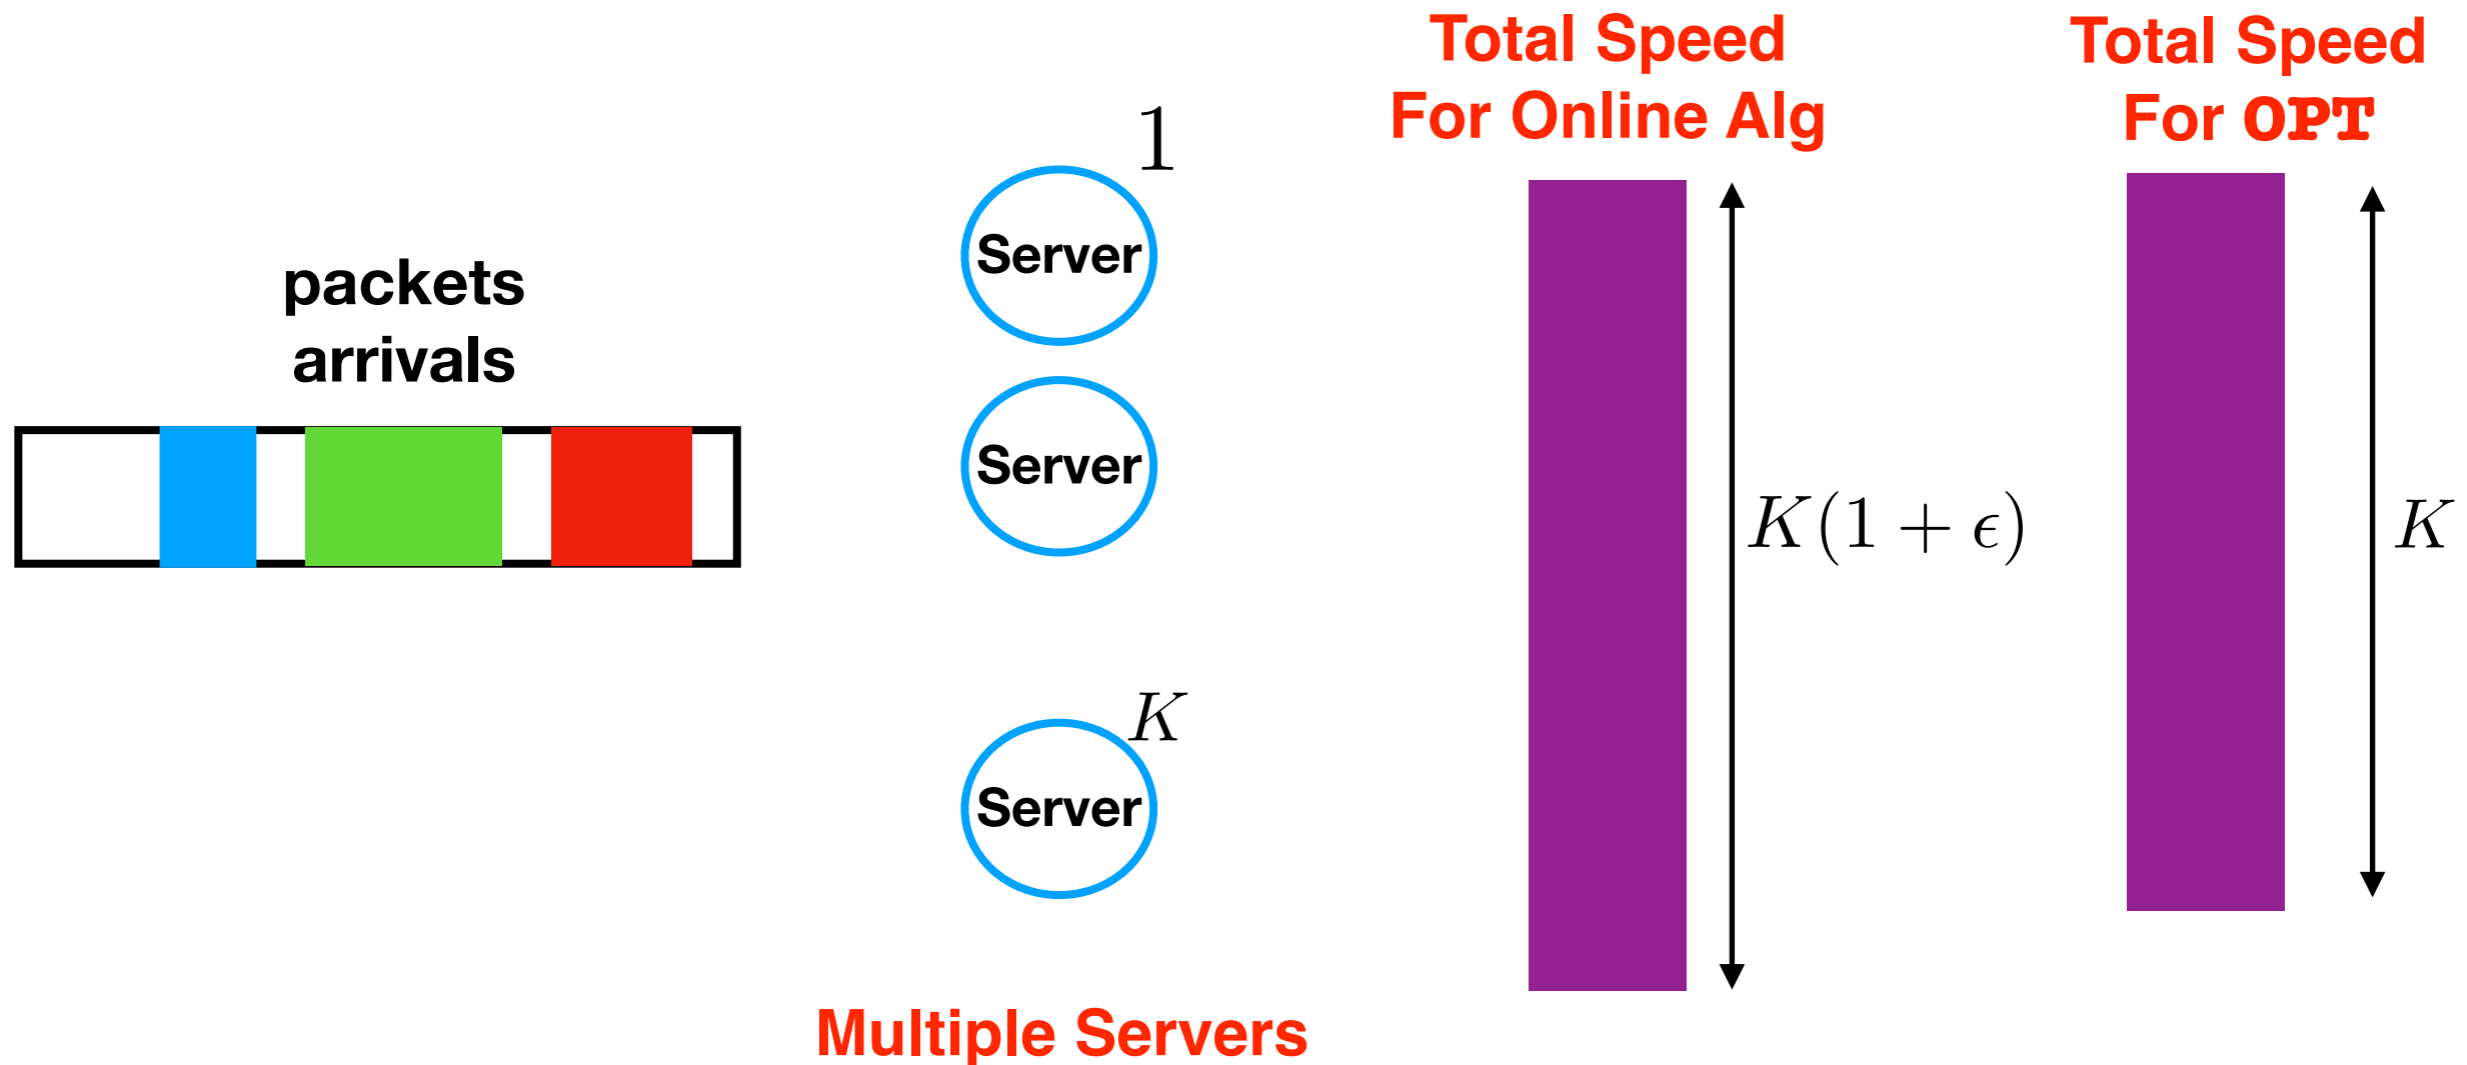 packets
arrivals
1
Server
Server
K
Server
Multiple Servers
Total Speed
For Online Alg
K(1 + ϵ)
Total Speed
For OPT
K